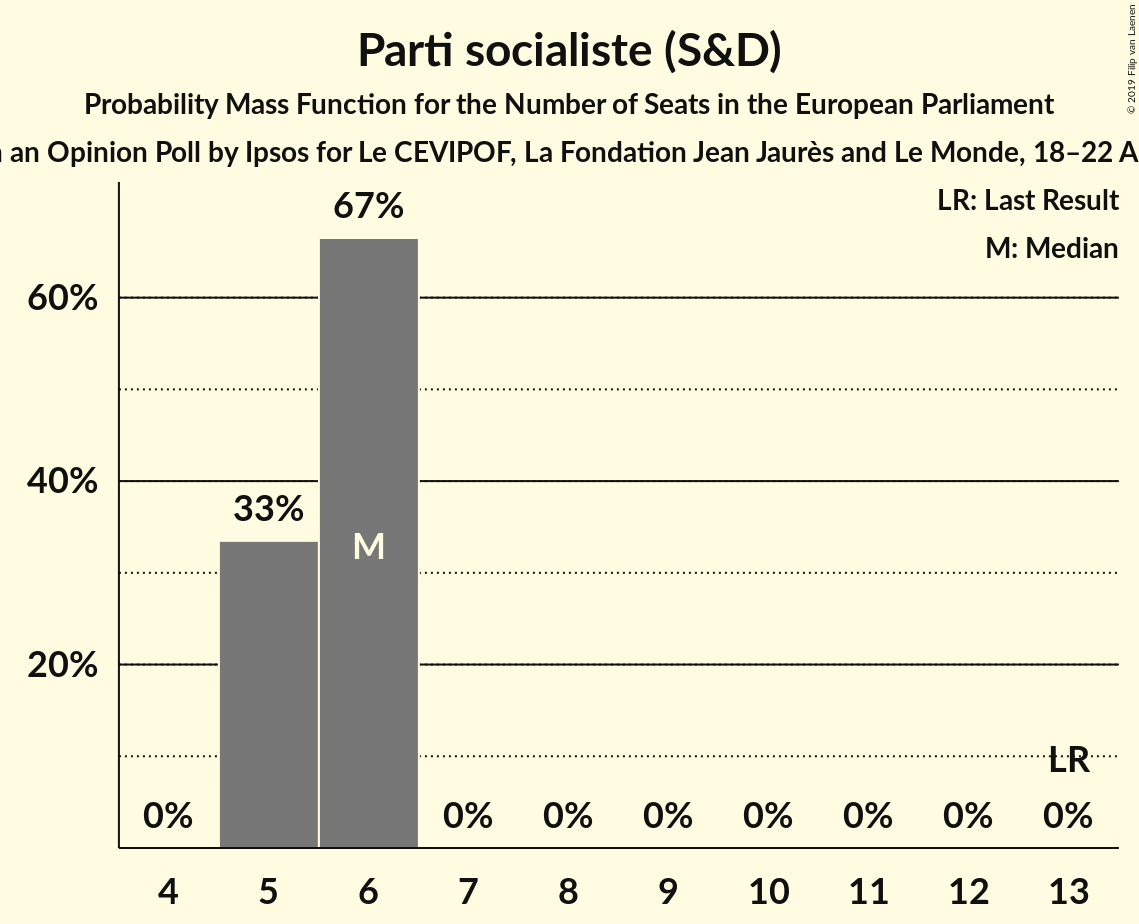 Parti socialiste (S&D)
Probability Mass Function for the Number of Seats in the European Parliament
an Opinion Poll by Ipsos for Le CEVIPOF, La Fondation Jean Jaurès and Le Monde, 18–22 A
© 2019 Filip van Laenen
LR: Last Result
M: Median
67%
60%
40%
33%
M
20%
LR
0% 0% 0% 0% 0% 0% 0% 0%
4 5 6 7 8 9 10 11 12 13